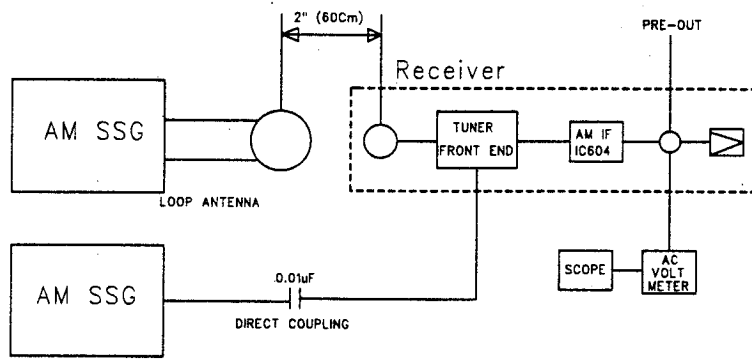 2" (60Cm)
PRE-OUT
Receiver
AM SSG
TUNER
FRONT END
AM IF
IC604
LOOP ANTENNA
AM SSG
.0.01uF
DIRECT COUPLING
SCOPE
AC
VOLT
METER